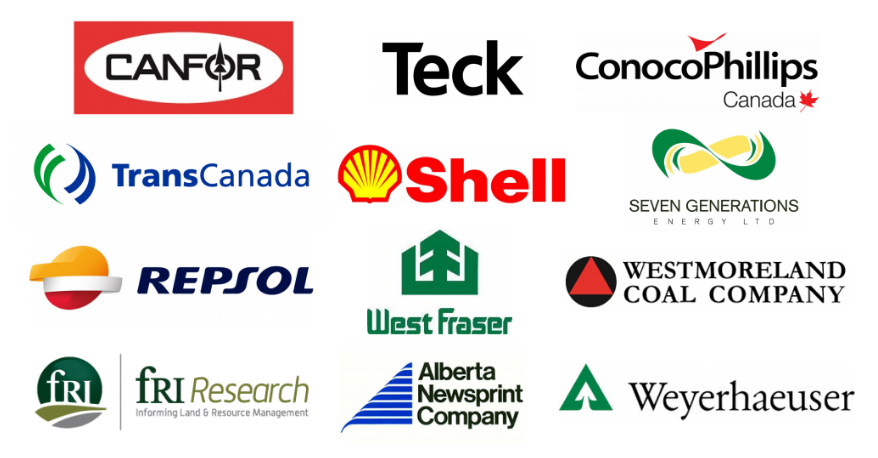 CANFOR
Teck
ConocoPhillips
Canada
TransCanada
Shell
SEVEN GENERATIONS
ENERGY LTD
REPSOL
West Fraser
WESTMORELAND
COAL COMPANY
fRI
fRI Research
Informing Land & Resource Management
Alberta
Newsprint
Company
Weyerhaeuser